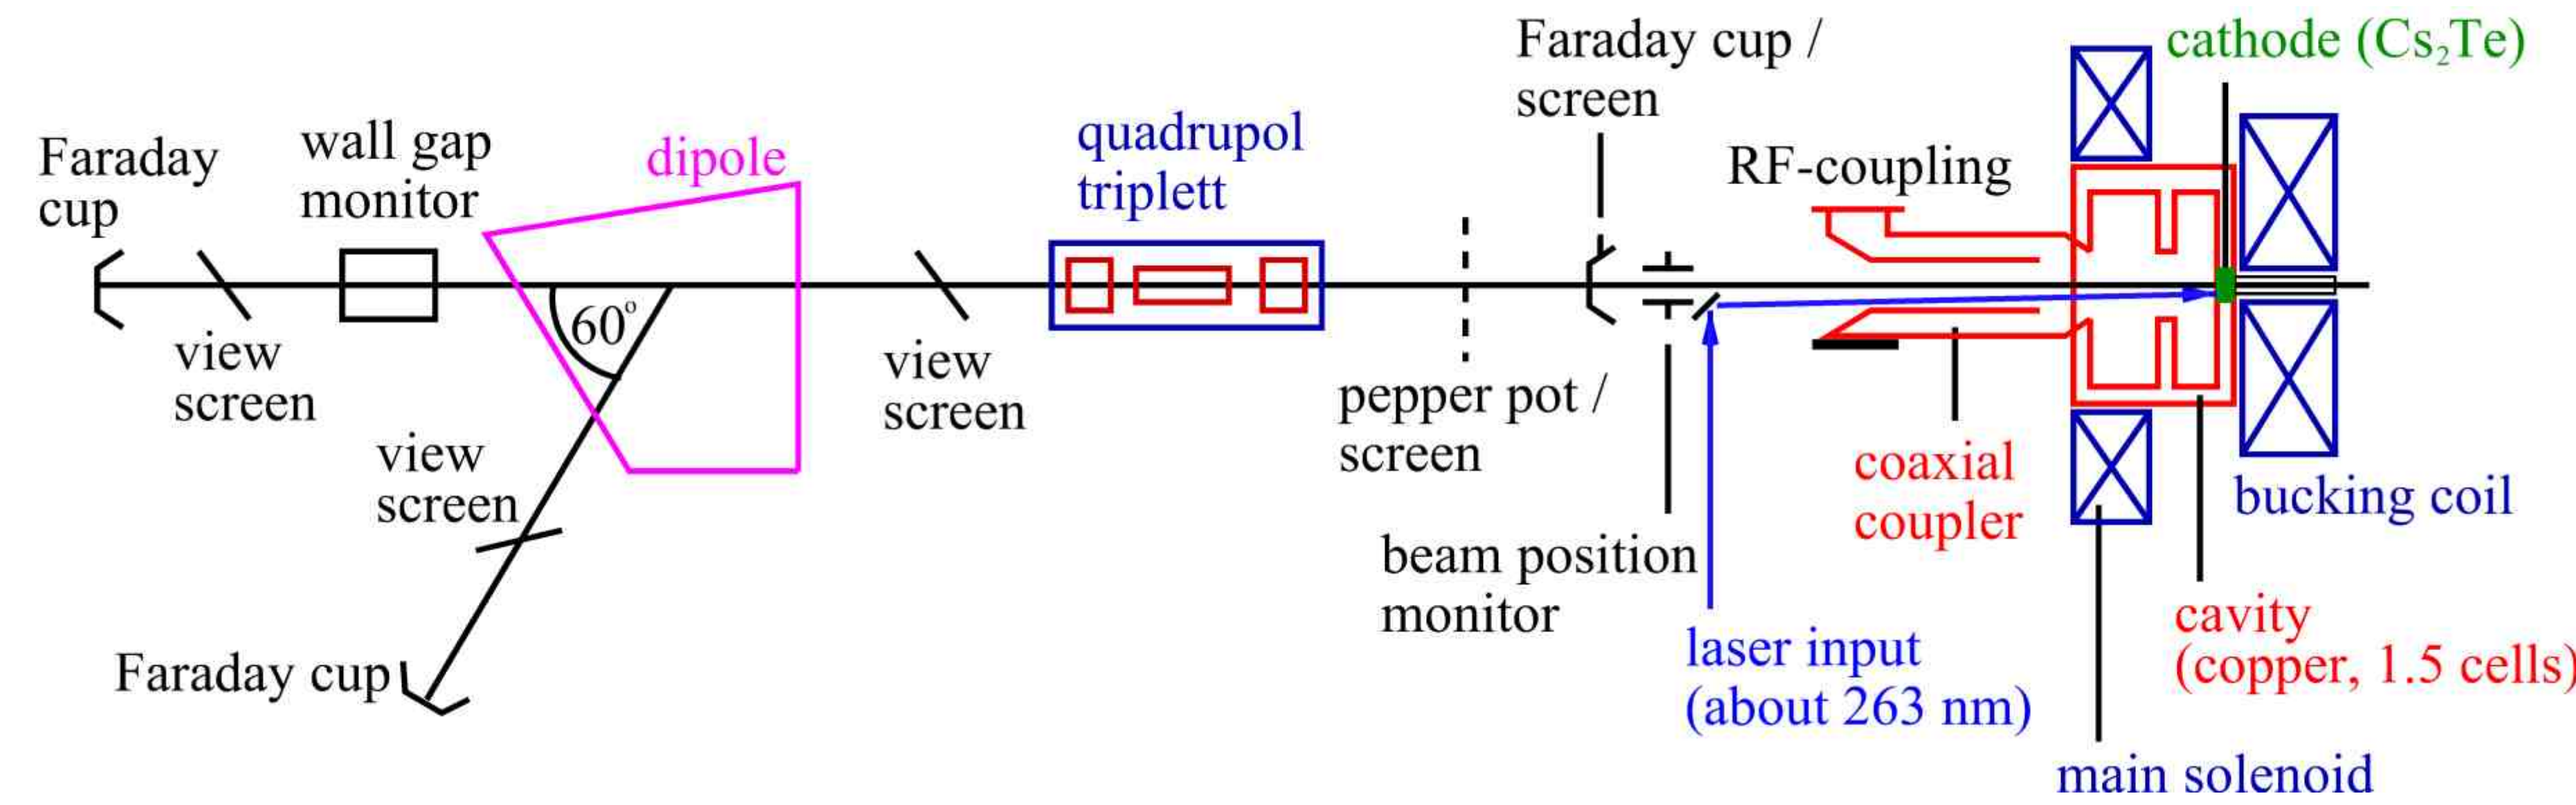 Faraday
cup
wall gap
monitor
dipole
quadrupol
triplett
Faraday cup /
screen
RF-coupling
cathode (Cs₂Te)
60°
view
screen
view
screen
view
screen
Faraday cup
pepper pot /
screen
beam position
monitor
laser input
(about 263 nm)
coaxial
coupler
bucking coil
cavity
(copper, 1.5 cells)
main solenoid